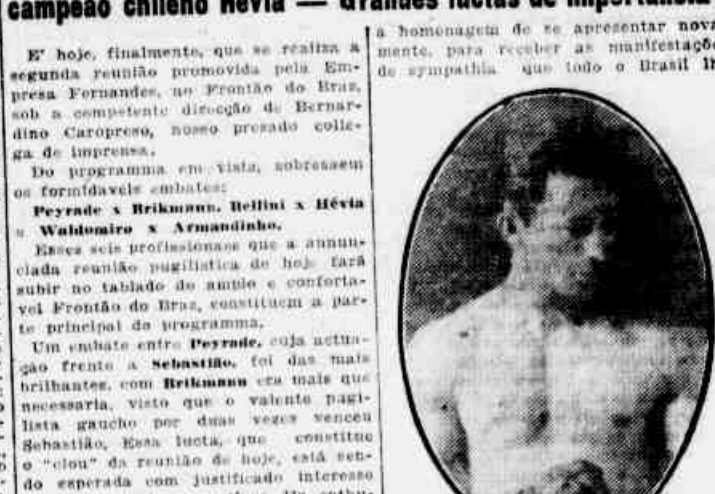 campeão chileno Hevia — Grandes luctas de importancia
E' hoje, finalmente, que se realiza a
segunda reunião promovida pela Em-
presa Fernandes, no Frontão do Braz,
sob a competente direcção de Bernar-
dino Caropreso, nosso presado colle-
ga de imprensa.
Do programma em vista, sobresaem
os formidaveis embates:
Peyrade x Brikmann, Bellini x Hévia
e Waldomiro x Armandinho.
Esses seis profissionaes que a annun-
ciada reunião pugilistica de hoje fará
subir no tablado do amplo e conforta-
vel Frontão do Braz, constituem a par-
te principal do programma.
Um embate entre Peyrade, cuja actua-
ção frente a Sebastião, foi das mais
brilhantes, com Brikmann era mais que
necessaria, visto que o valente pugi-
lista gaucho por duas vezes venceu
Sebastião. Essa lucta, que constitue
o "clou" da reunião de hoje, está sen-
do esperada com justificado interesse
a homenagem de se apresentar nova
mente, para receber as manifestaçõ
de sympathia que todo o Brasil lh